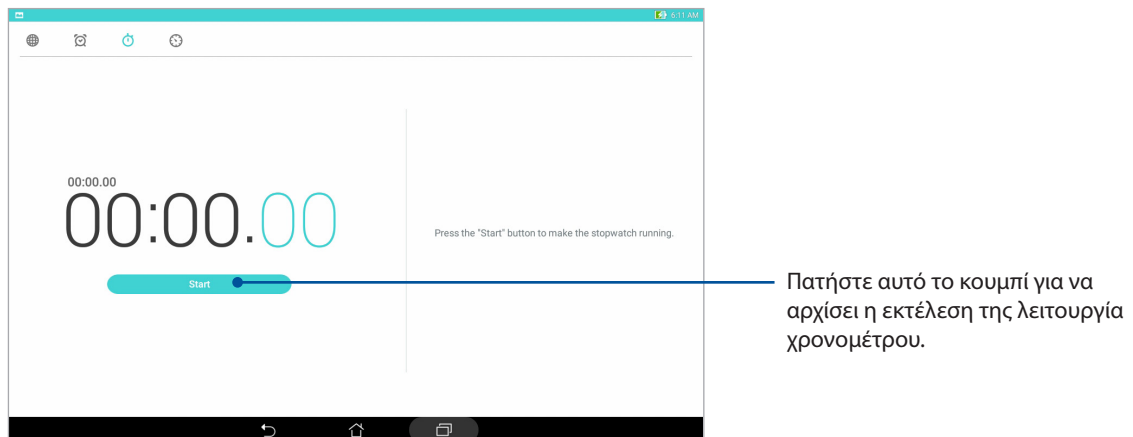 6:11 AM
00:00.00
00:00.00
Start
Press the "Start" button to make the stopwatch running.
Πατήστε αυτό το κουμπί για να
αρχίσει η εκτέλεση της λειτουργία
χρονομέτρου.